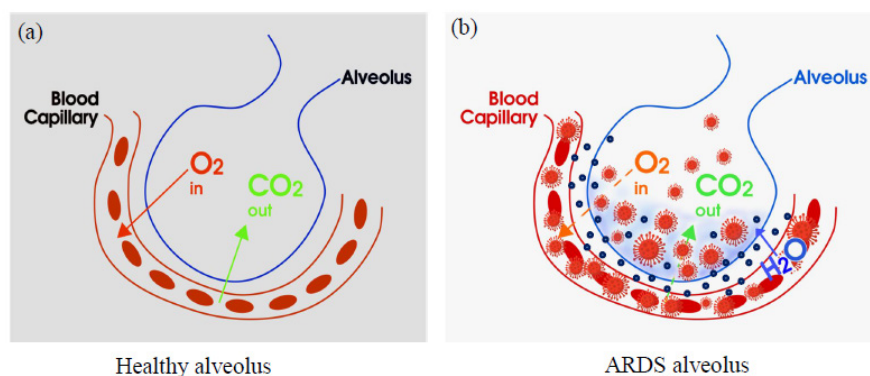 (a)
Alveolus
Blood
Capillary
O2
in
CO2
out
Healthy alveolus
(b)
Alveolus
Blood
Capillary
O2
in
CO2
out
H2O
ARDS alveolus